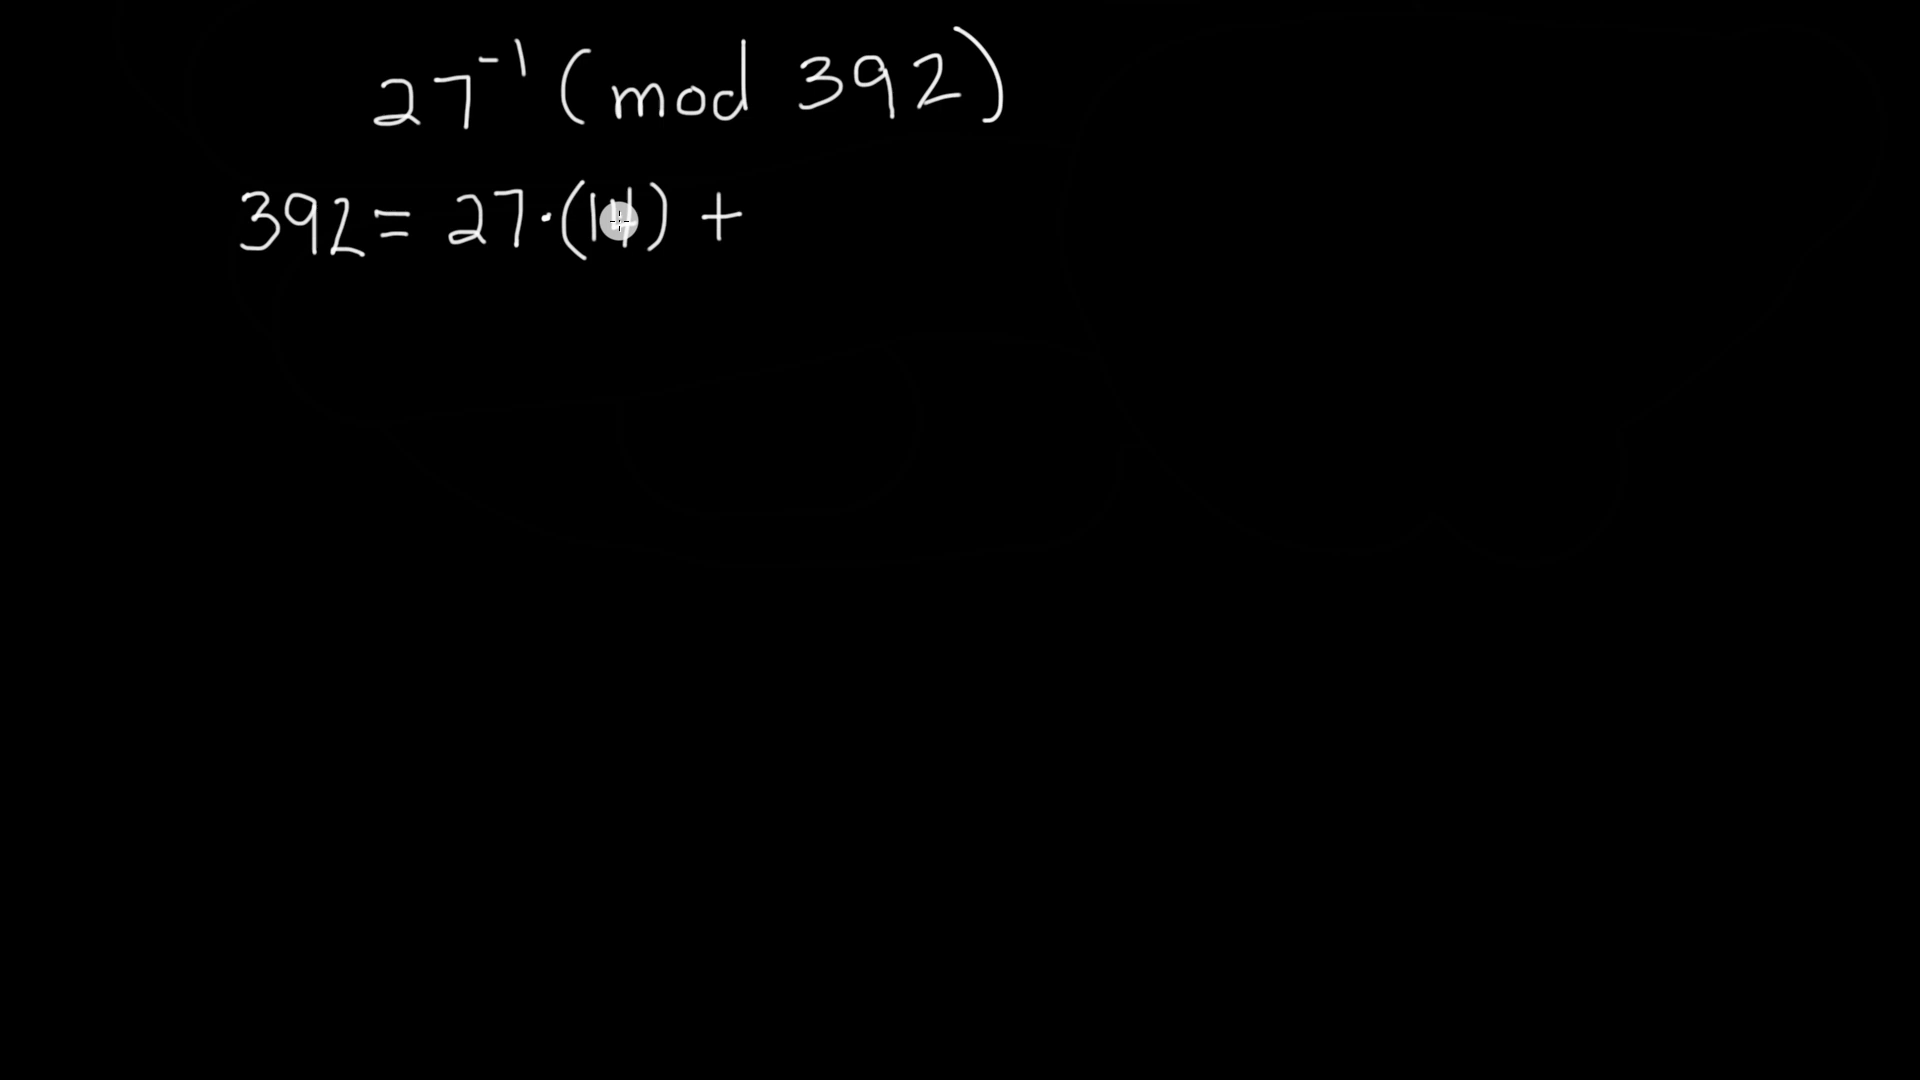 27⁻¹ (mod 392)
392 = 27·(14) +